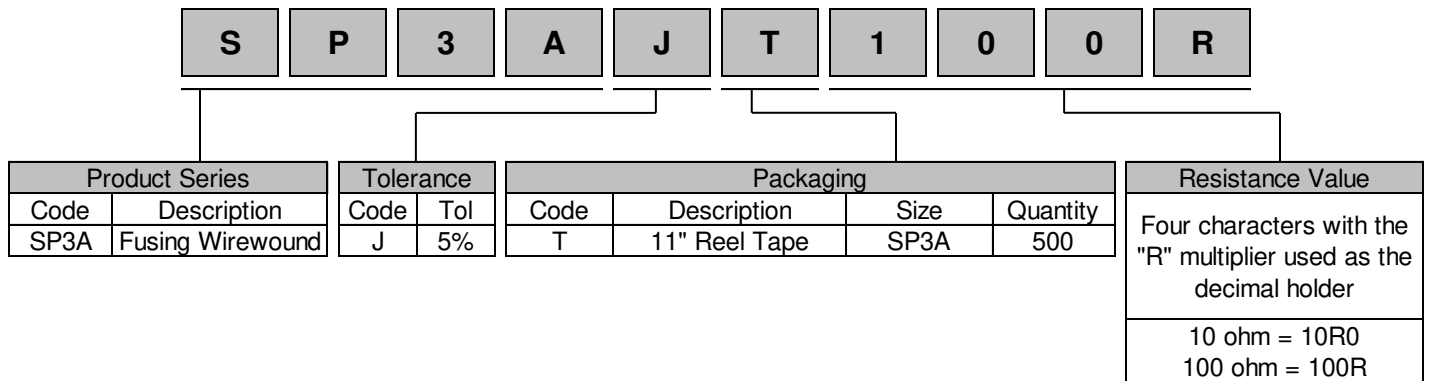 S P 3 A J T 1 0 0 R
Product Series
Code Description
SP3A Fusing Wirewound
Tolerance
Code Tol
J 5%
Packaging
Code Description Size Quantity
T 11" Reel Tape SP3A 500
Resistance Value
Four characters with the
"R" multiplier used as the
decimal holder
10 ohm = 10R0
100 ohm = 100R